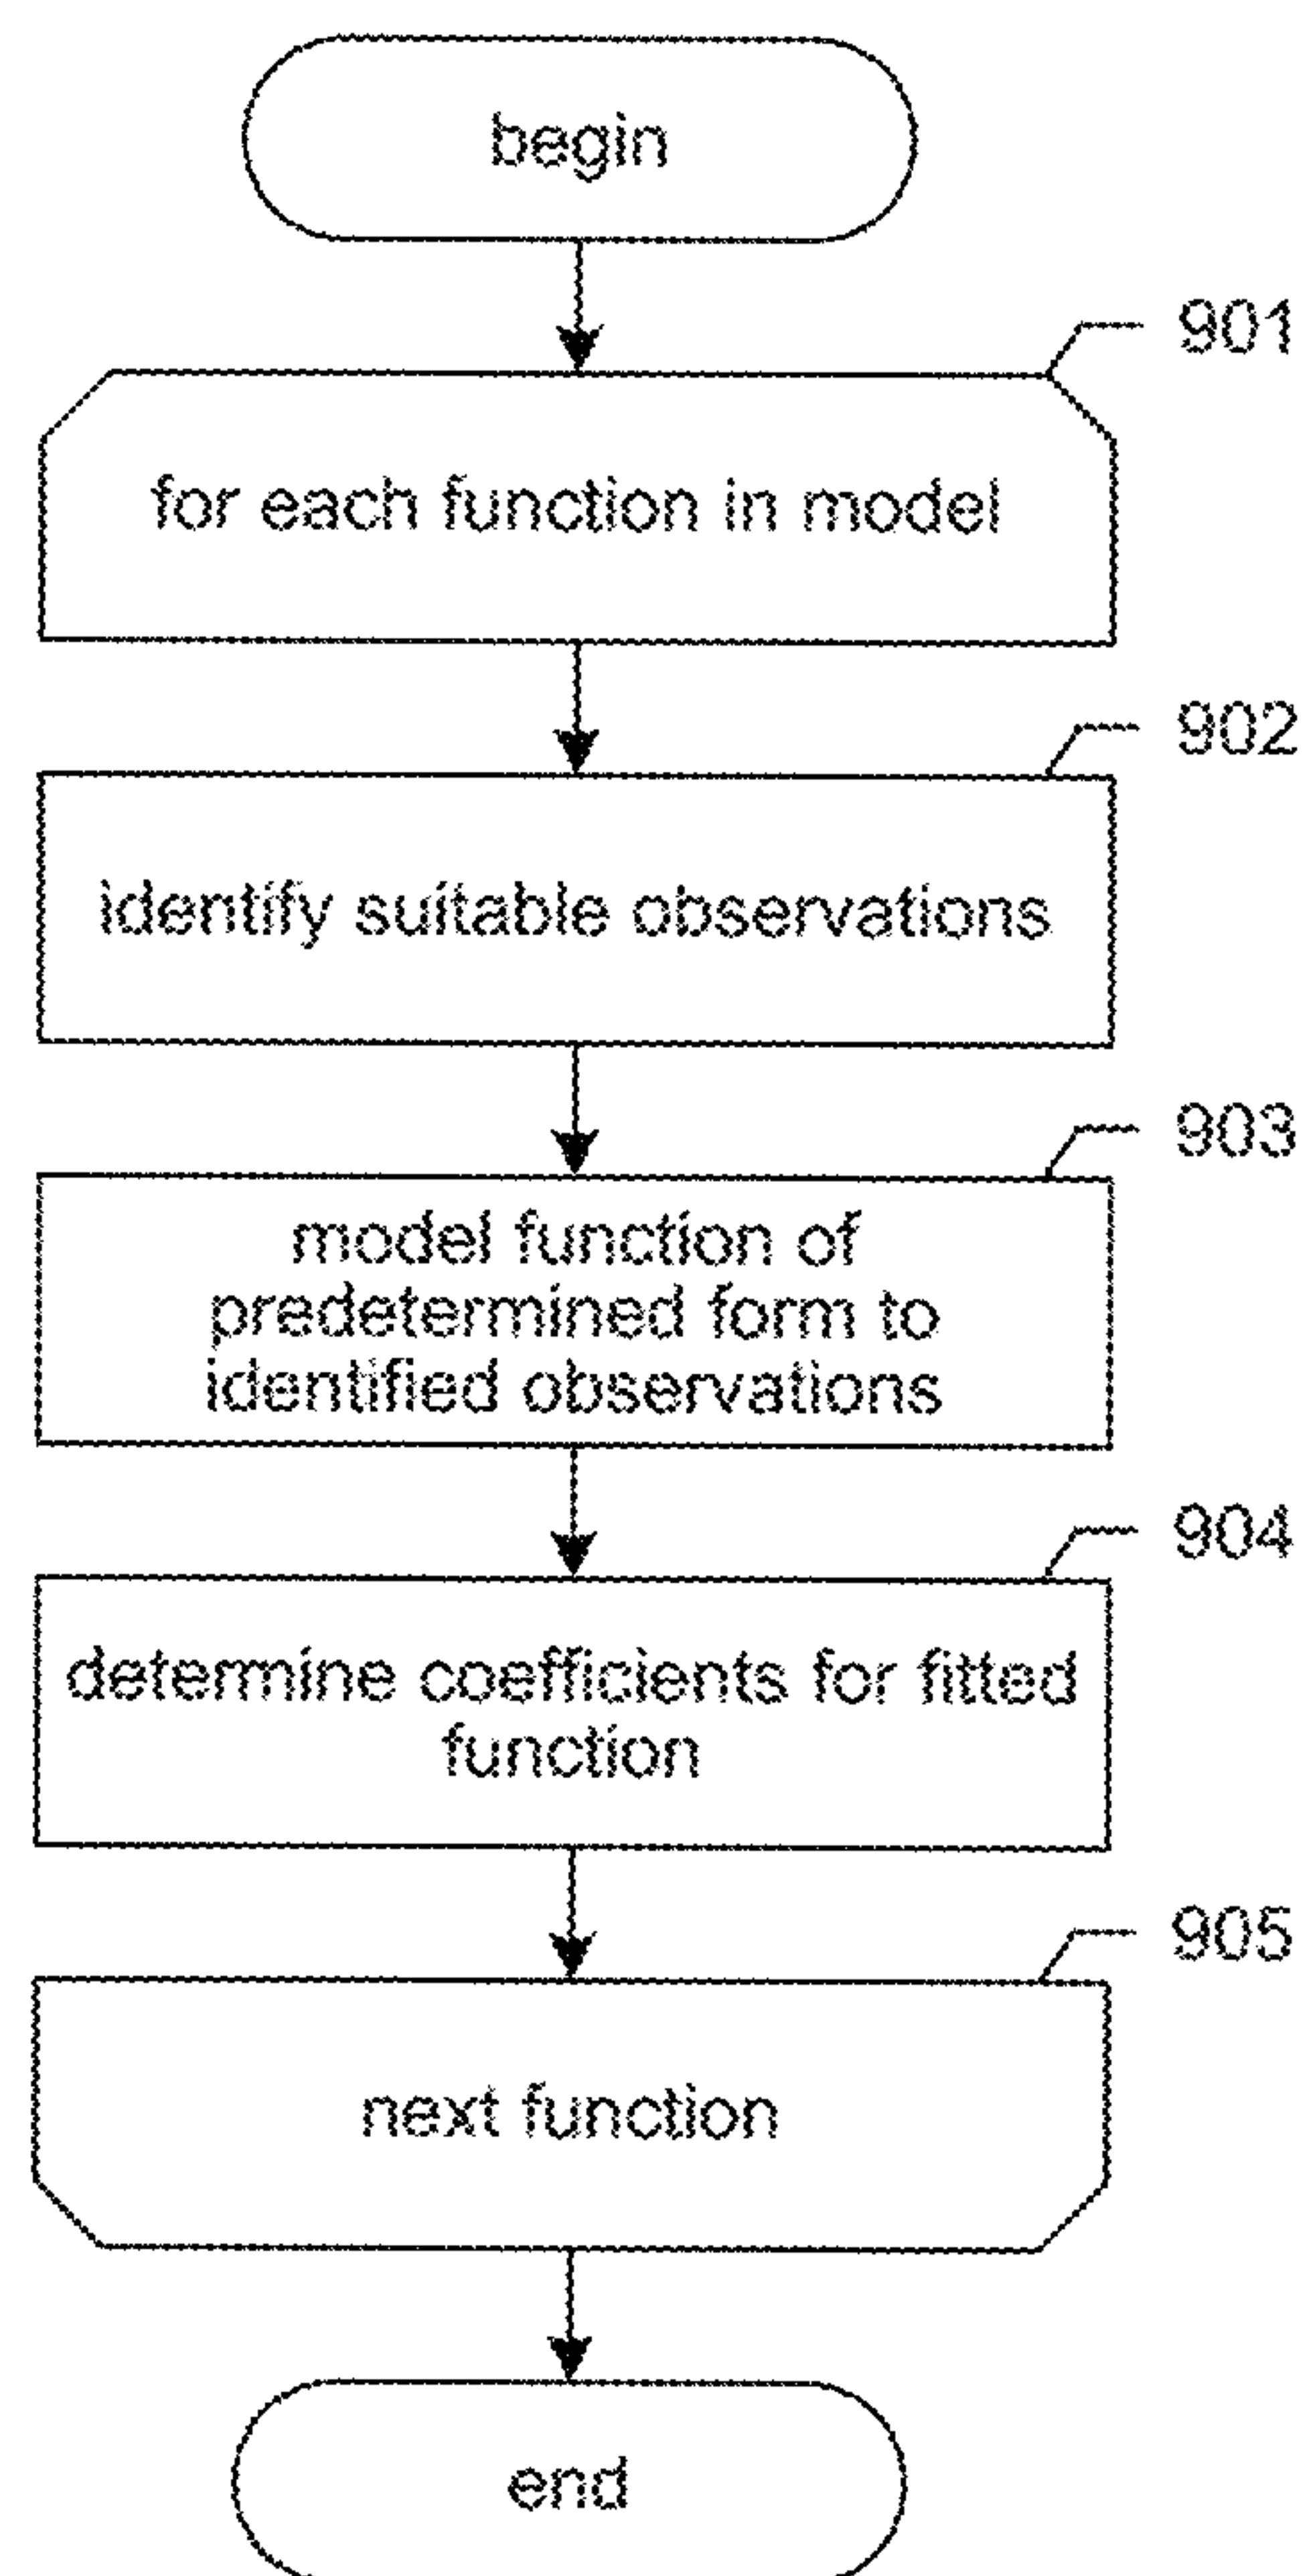 begin
901
for each function in model
902
identify suitable observations
903
model function of
predetermined form to
identified observations
904
determine coefficients for fitted
function
905
next function
end